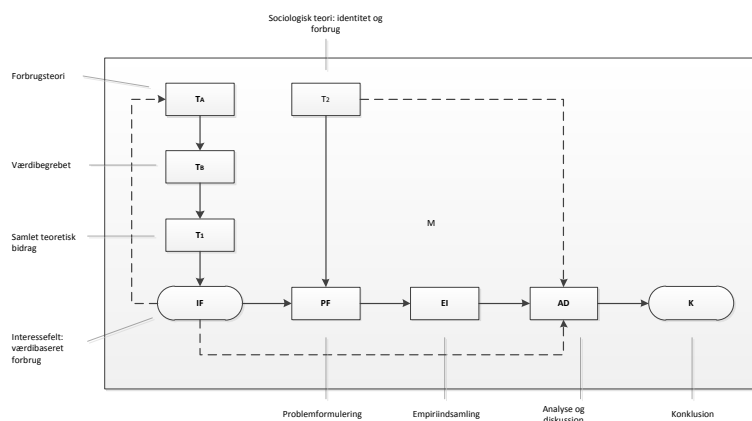 Sociologisk teori: identitet og
forbrug
Forbrugsteori
TA
T2
Værdibegrebet
TB
Samlet teoretisk
bidrag
T1
M
IF
PF
EI
AD
K
Interessefelt:
værdibaseret
forbrug
Problemformulering
Empiriindsamling
Analyse og
diskussion
Konklusion